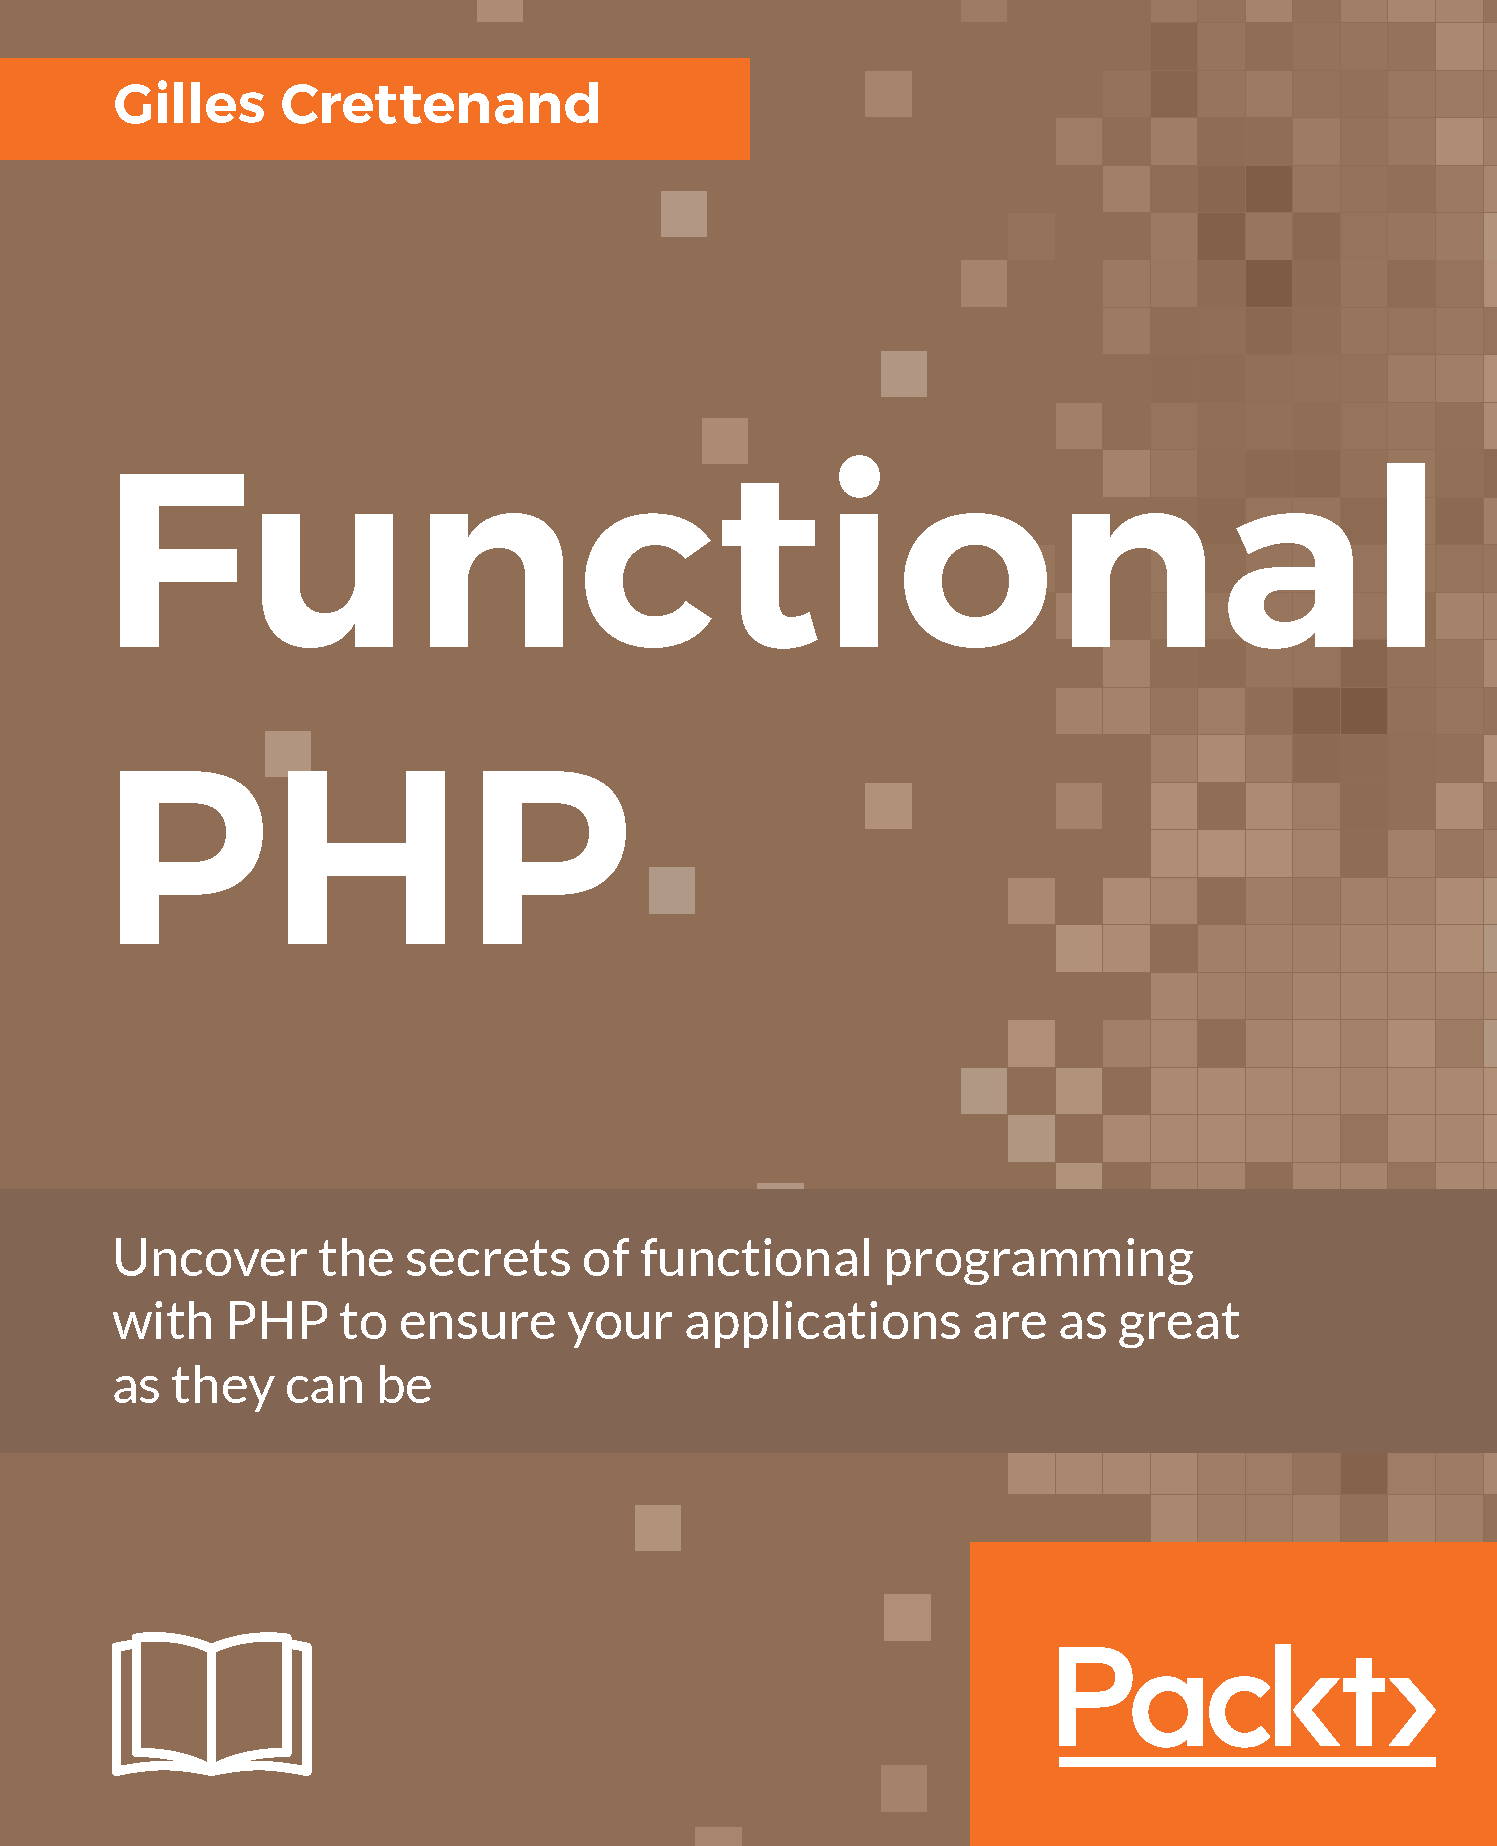 Gilles Crettenand
Functional
PHP
Uncover the secrets of functional programming
with PHP to ensure your applications are as great
as they can be
Packt